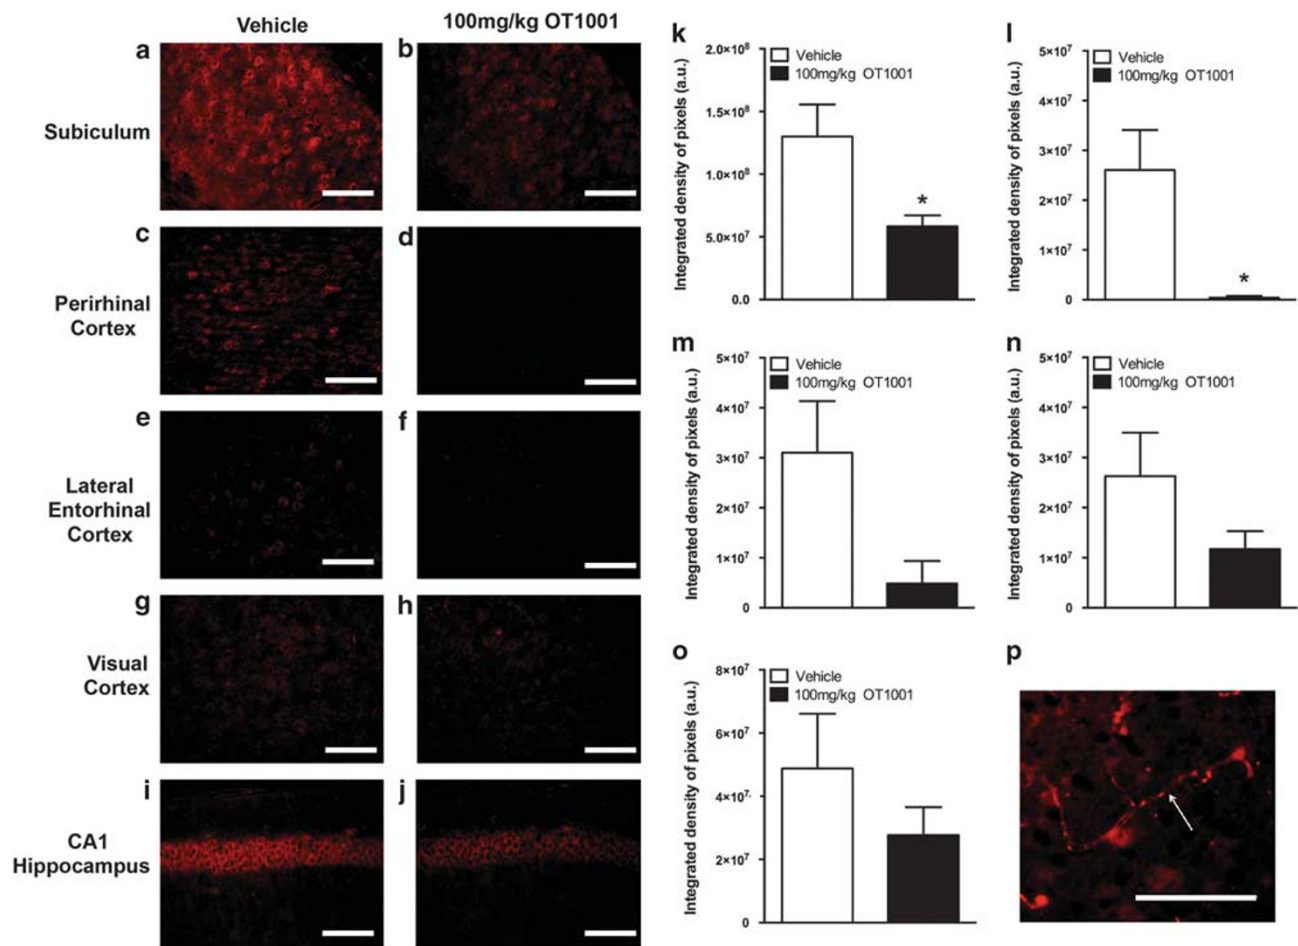 Vehicle
100mg/kg OT1001
a
b
Subiculum
c
d
Perirhinal
Cortex
e
f
Lateral
Entorhinal
Cortex
g
h
Visual
Cortex
i
j
CA1
Hippocampus
k
Vehicle
100mg/kg OT1001
Integrated density of pixels (a.u.)
2.0×10⁸
1.5×10⁸
1.0×10⁸
5.0×10⁷
0.0
*
l
Vehicle
100mg/kg OT1001
Integrated density of pixels (a.u.)
5×10⁷
4×10⁷
3×10⁷
2×10⁷
1×10⁷
0
*
m
Vehicle
100mg/kg OT1001
Integrated density of pixels (a.u.)
5×10⁷
4×10⁷
3×10⁷
2×10⁷
1×10⁷
0
n
Vehicle
100mg/kg OT1001
Integrated density of pixels (a.u.)
5×10⁷
4×10⁷
3×10⁷
2×10⁷
1×10⁷
0
o
Vehicle
100mg/kg OT1001
Integrated density of pixels (a.u.)
8×10⁷
6×10⁷
4×10⁷
2×10⁷
0
p